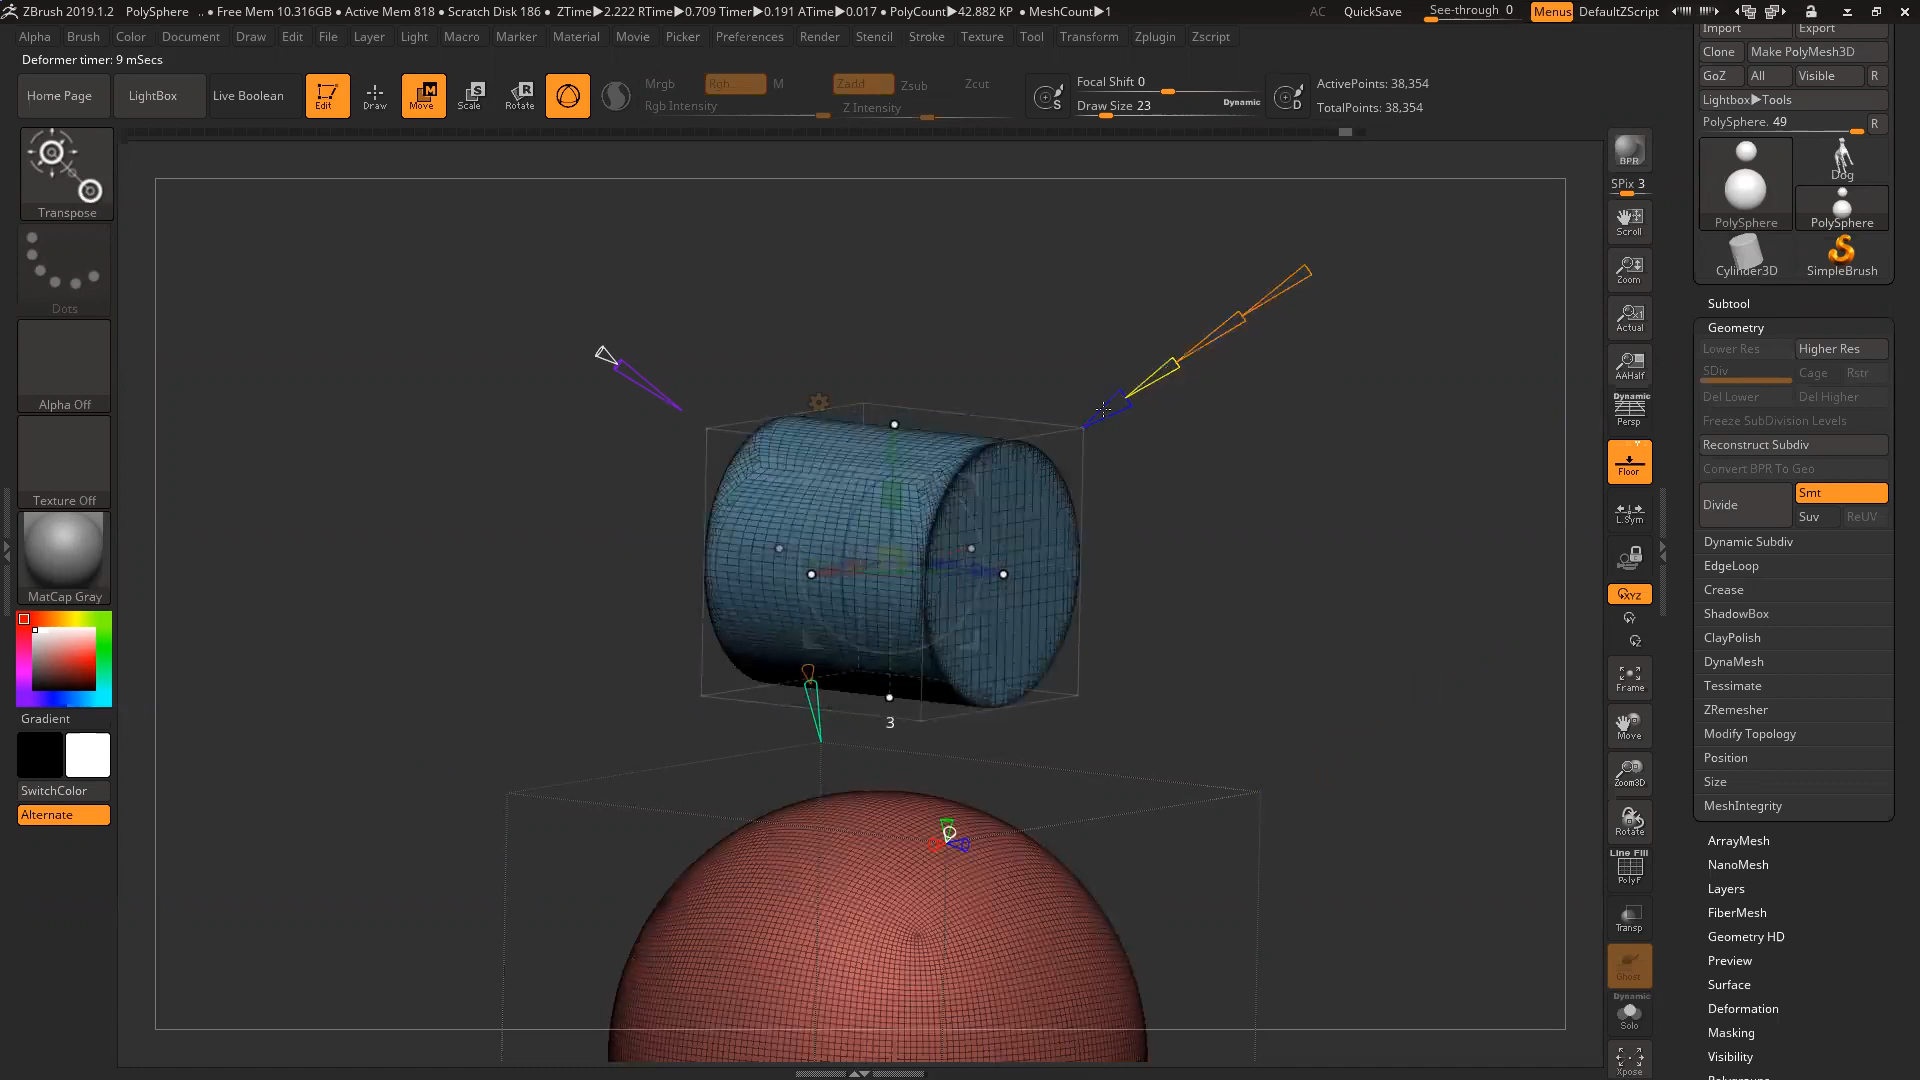 ZBrush 2019.1.2 PolySphere .. • Free Mem 10.316GB • Active Mem 818 • Scratch Disk 186 • ZTime▶2.222 RTime▶0.709 Timer▶0.191 ATime▶0.017 • PolyCount▶42.882 KP • MeshCount▶1 AC QuickSave See-through 0 Menus DefaultZScript
Alpha Brush Color Document Draw Edit File Layer Light Macro Marker Material Movie Picker Preferences Render Stencil Stroke Texture Tool Transform Zplugin Zscript
Deformer timer: 9 mSecs
Home Page LightBox Live Boolean Edit Draw Move Scale Rotate
Mrgb Rgb M Zadd Zsub Zcut
Rgb Intensity Z Intensity
Focal Shift 0
Draw Size 23 Dynamic
S D
ActivePoints: 38,354
TotalPoints: 38,354
Transpose
Dots
Alpha Off
Texture Off
MatCap Gray
Gradient
SwitchColor
Alternate
3
BPR
SPix 3
Scroll
Zoom
Actual
AAHalf
Dynamic
Persp
Floor
L.Sym
XYZ
Frame
Move
Zoom3D
Rotate
Line Fill
PolyF
Transp
Ghost
Dynamic
Solo
Xpose
Import Export
Clone Make PolyMesh3D
GoZ All Visible R
Lightbox▶Tools
PolySphere. 49 R
PolySphere Dog
PolySphere
Cylinder3D SimpleBrush
Subtool
Geometry
Lower Res Higher Res
SDiv Cage Rstr
Del Lower Del Higher
Freeze SubDivision Levels
Reconstruct Subdiv
Convert BPR To Geo
Divide Smt
Suv ReUV
Dynamic Subdiv
EdgeLoop
Crease
ShadowBox
ClayPolish
DynaMesh
Tessimate
ZRemesher
Modify Topology
Position
Size
MeshIntegrity
ArrayMesh
NanoMesh
Layers
FiberMesh
Geometry HD
Preview
Surface
Deformation
Masking
Visibility